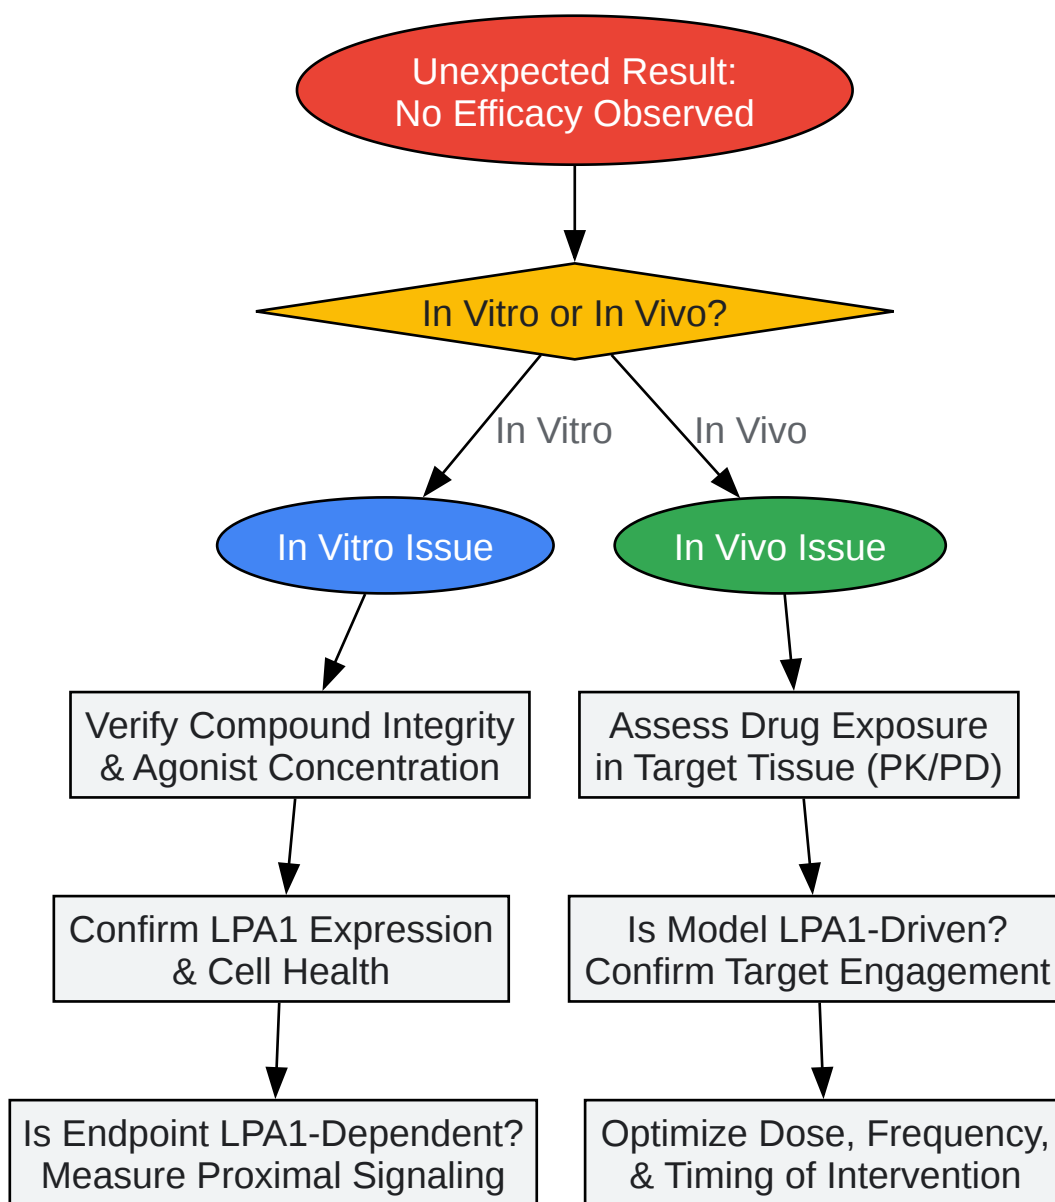 Unexpected Result:
No Efficacy Observed
In Vitro or In Vivo?
In Vitro
In Vivo
In Vitro Issue
In Vivo Issue
Verify Compound Integrity
& Agonist Concentration
Assess Drug Exposure
in Target Tissue (PK/PD)
Confirm LPA1 Expression
& Cell Health
Is Model LPA1-Driven?
Confirm Target Engagement
Is Endpoint LPA1-Dependent?
Measure Proximal Signaling
Optimize Dose, Frequency,
& Timing of Intervention